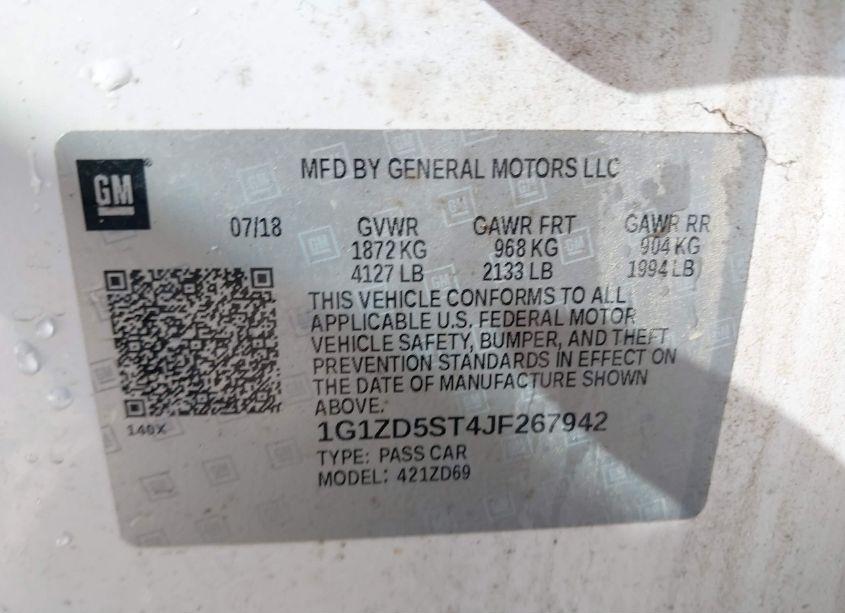 GM
MFD BY GENERAL MOTORS LLC
07/18 GVWR GAWR FRT GAWR RR
1872 KG 968 KG 904 KG
4127 LB 2133 LB 1994 LB
THIS VEHICLE CONFORMS TO ALL
APPLICABLE U.S. FEDERAL MOTOR
VEHICLE SAFETY, BUMPER, AND THEFT
PREVENTION STANDARDS IN EFFECT ON
THE DATE OF MANUFACTURE SHOWN
ABOVE.
140X
1G1ZD5ST4JF267942
TYPE: PASS CAR
MODEL: 421ZD69